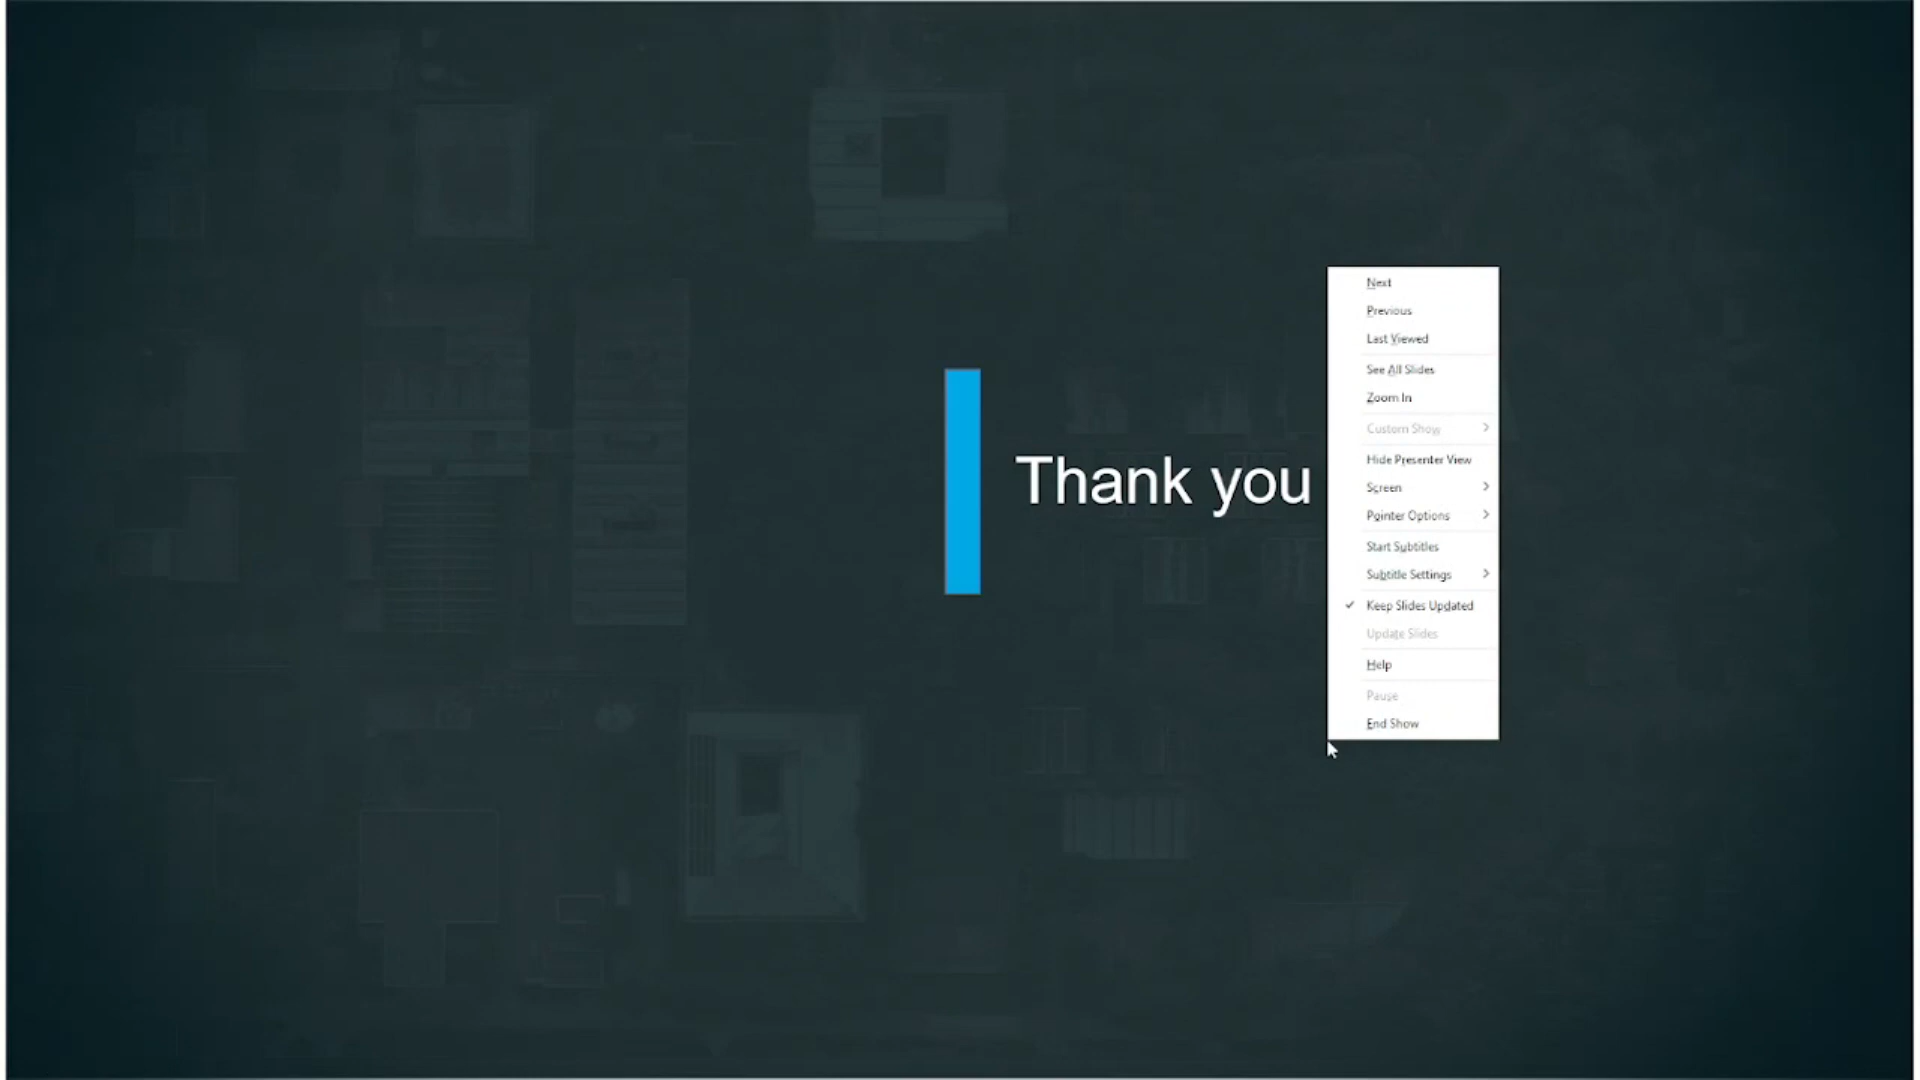 Thank you
Next
Previous
Last Viewed
See All Slides
Zoom In
Custom Show
Hide Presenter View
Screen
Pointer Options
Start Subtitles
Subtitle Settings
Keep Slides Updated
Update Slides
Help
Pause
End Show